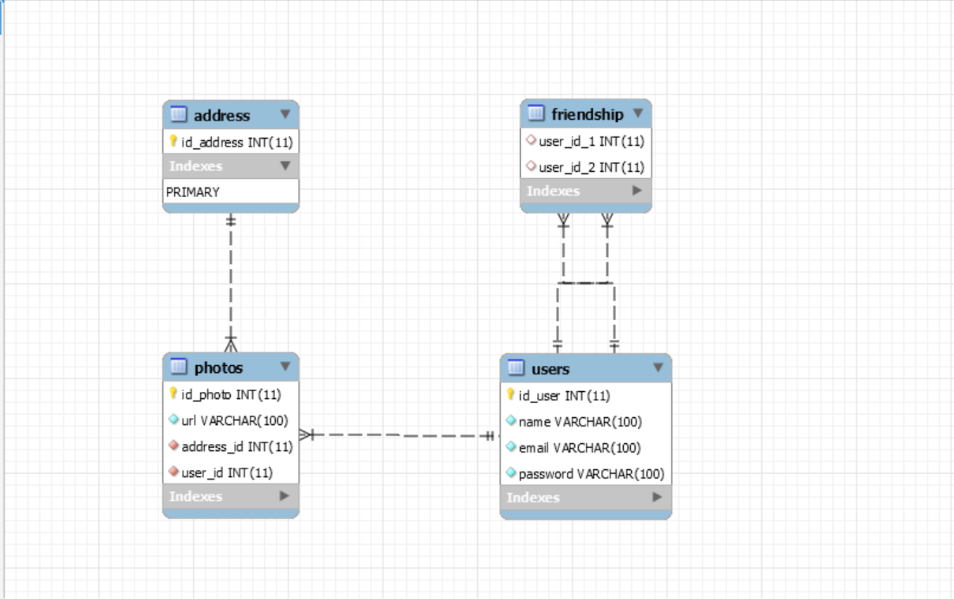 address
id_address INT(11)
Indexes
PRIMARY
friendship
user_id_1 INT(11)
user_id_2 INT(11)
Indexes
photos
id_photo INT(11)
url VARCHAR(100)
address_id INT(11)
user_id INT(11)
Indexes
users
id_user INT(11)
name VARCHAR(100)
email VARCHAR(100)
password VARCHAR(100)
Indexes